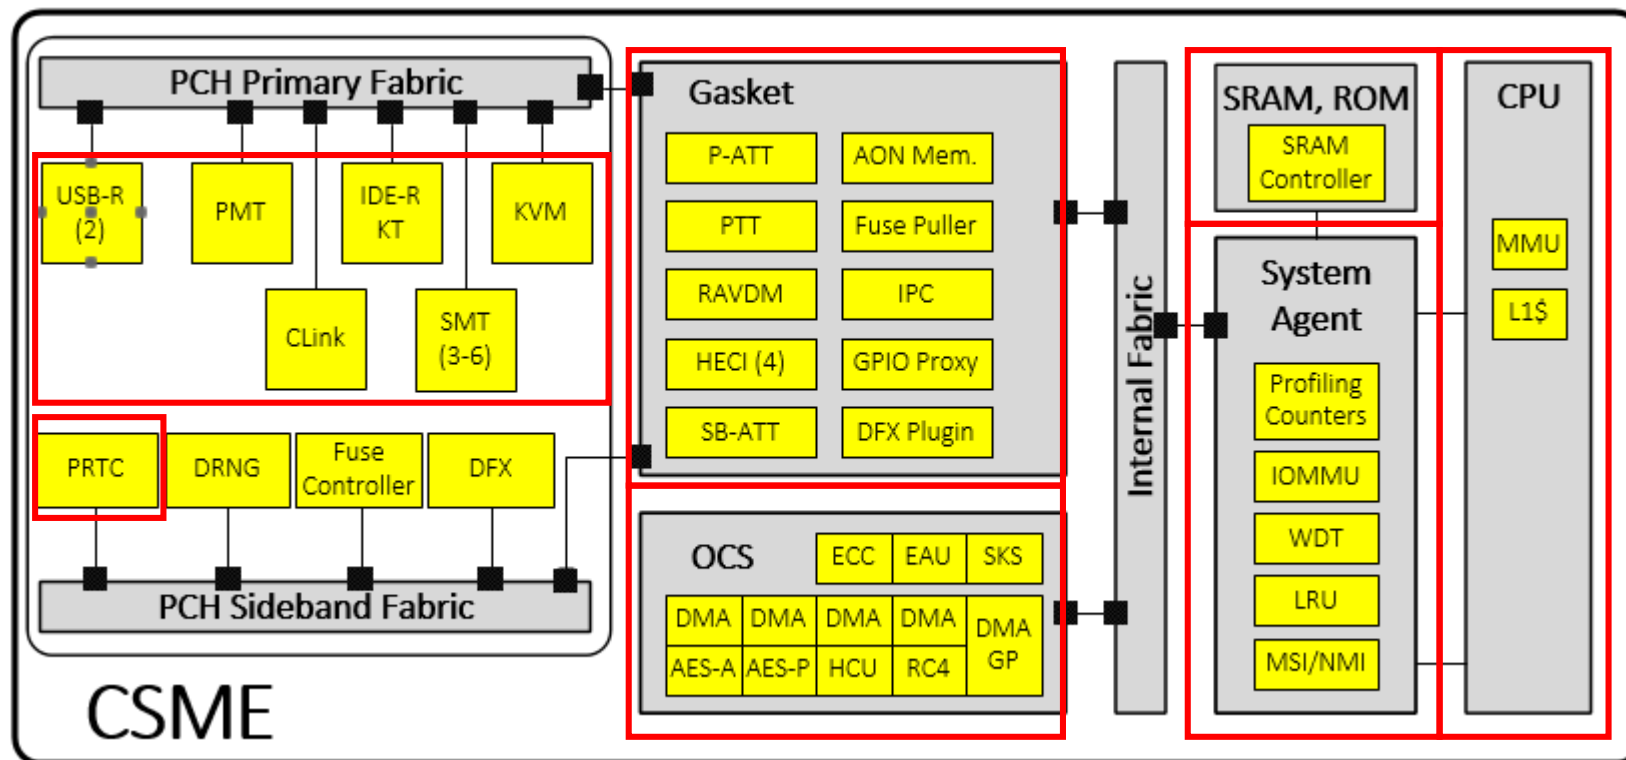 PCH Primary Fabric
USB-R
(2)
PMT
IDE-R
KT
KVM
CLink
SMT
(3-6)
PRTC
DRNG
Fuse
Controller
DFX
PCH Sideband Fabric
CSME
Gasket
P-ATT
AON Mem.
PTT
Fuse Puller
RAVDM
IPC
HECI (4)
GPIO Proxy
SB-ATT
DFX Plugin
OCS
ECC
EAU
SKS
DMA
DMA
DMA
DMA
DMA
GP
AES-A
AES-P
HCU
RC4
Internal Fabric
SRAM, ROM
SRAM
Controller
System
Agent
Profiling
Counters
IOMMU
WDT
LRU
MSI/NMI
CPU
MMU
L1$